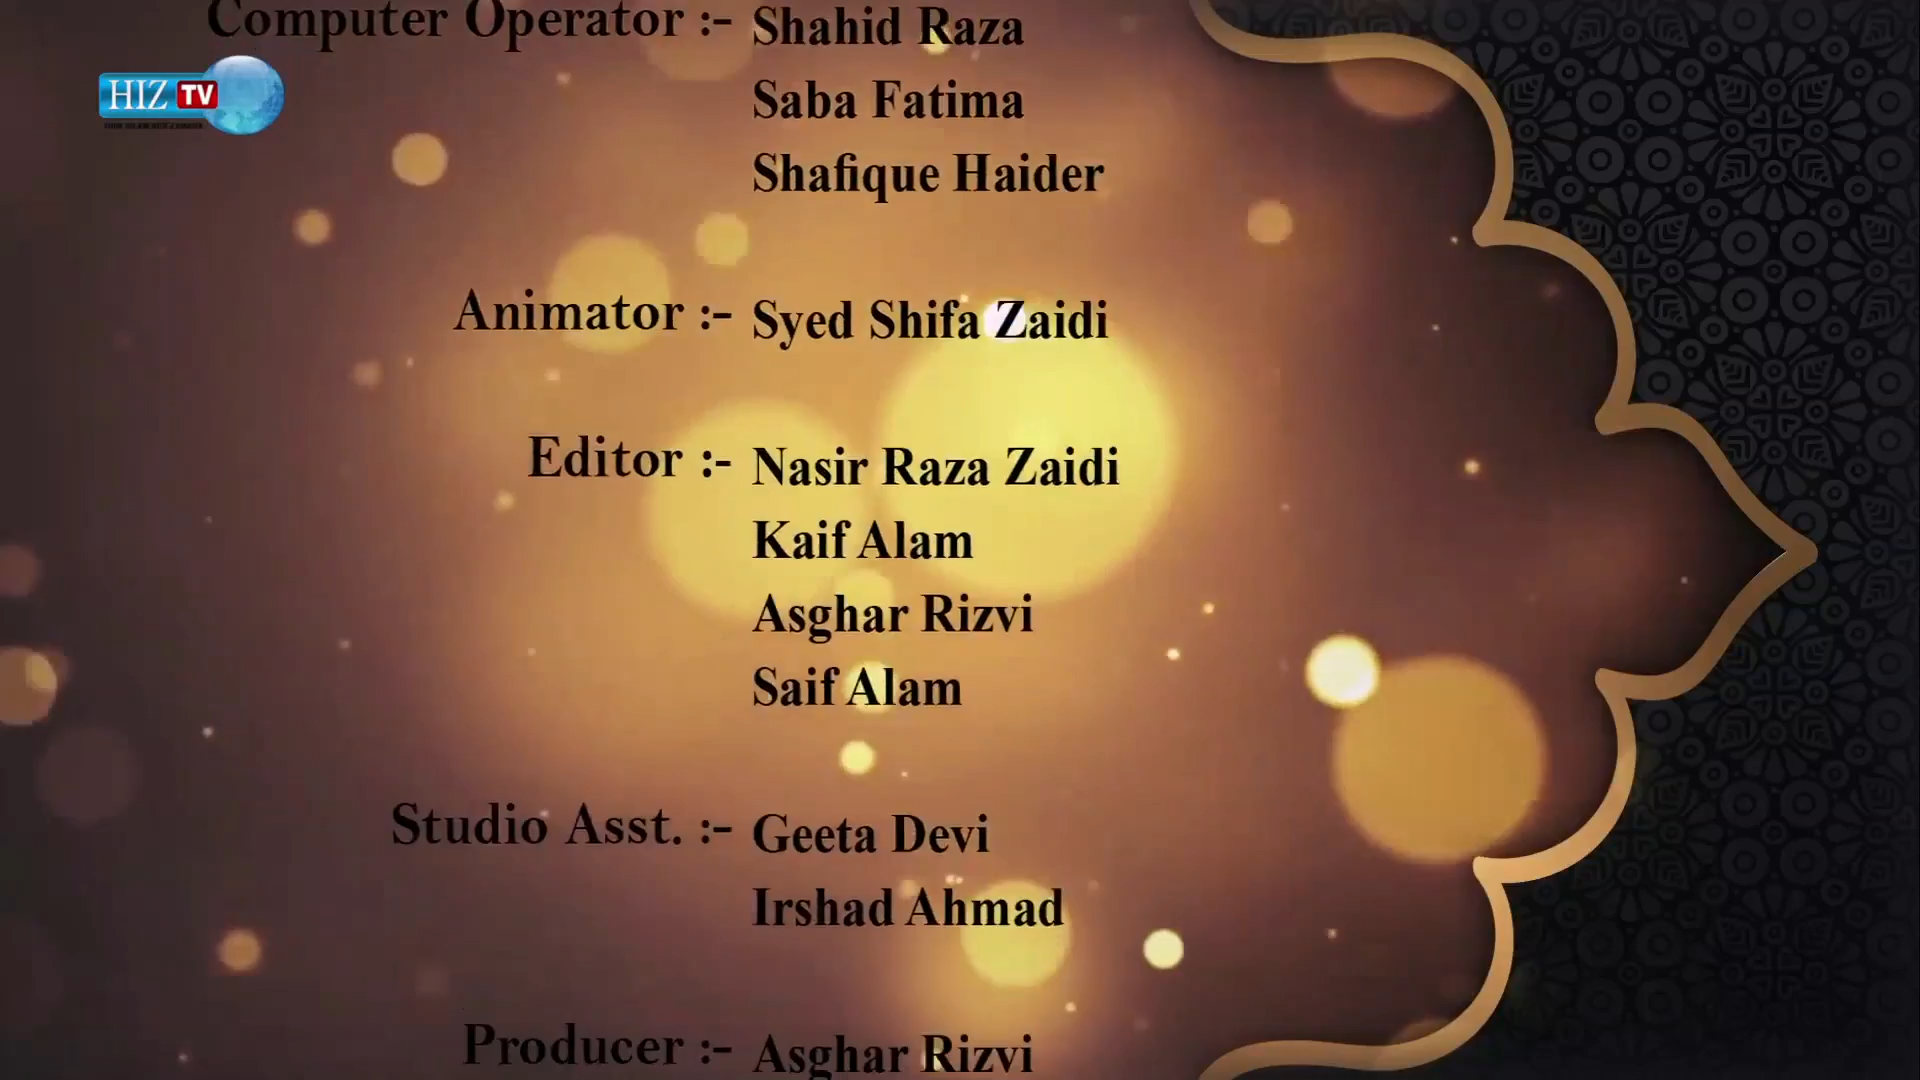 Computer Operator :- Shahid Raza
HIZ TV
Saba Fatima
Shafique Haider
Animator :- Syed Shifa Zaidi
Editor :- Nasir Raza Zaidi
Kaif Alam
Asghar Rizvi
Saif Alam
Studio Asst. :- Geeta Devi
Irshad Ahmad
Producer :- Asghar Rizvi